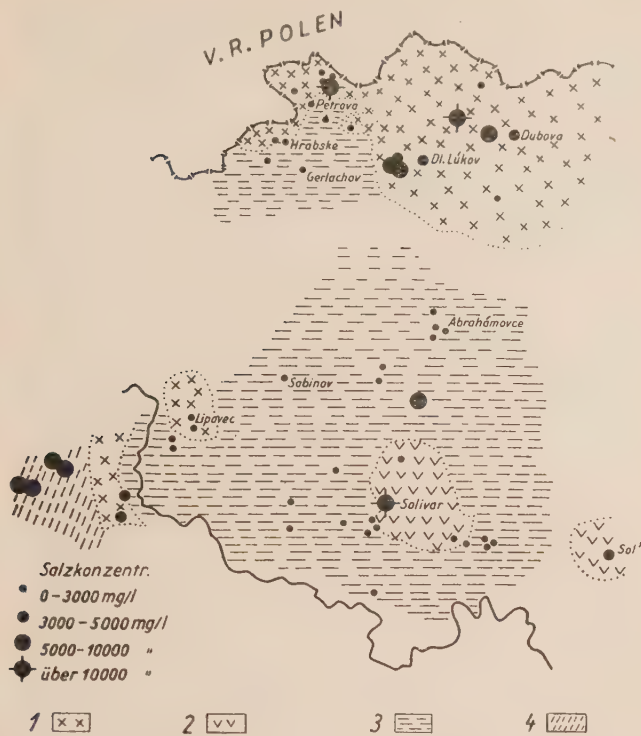 V. R. POLEN
Petrova
Hrabske
Gerlachov
Dubova
Dl. Lúkov
Abrahámovce
Sabinov
Lipovec
Solivar
Sol'
Salzkonzentr.
0-3000 mg/l
3000-5000 mg/l
5000-10000 "
über 10000 "
1 2 3 4